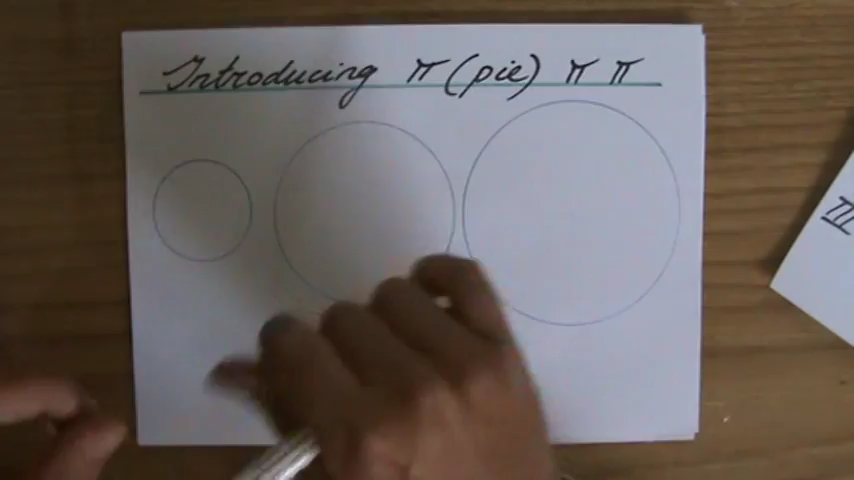 Introducing π (pie) π π